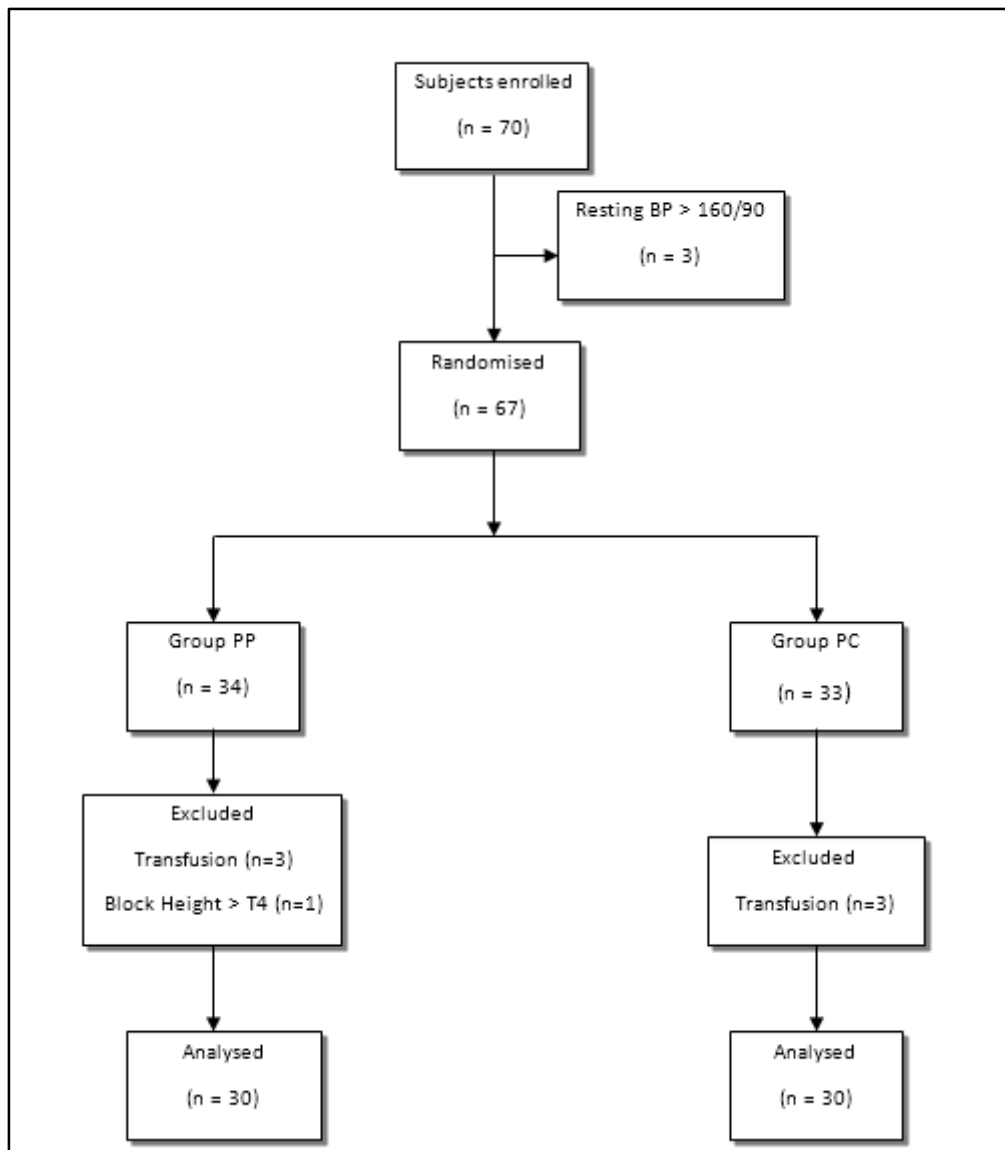 Subjects enrolled
(n = 70)
Resting BP > 160/90
(n = 3)
Randomised
(n = 67)
Group PP
(n = 34)
Group PC
(n = 33)
Excluded
Transfusion (n=3)
Block Height > T4 (n=1)
Excluded
Transfusion (n=3)
Analysed
(n = 30)
Analysed
(n = 30)